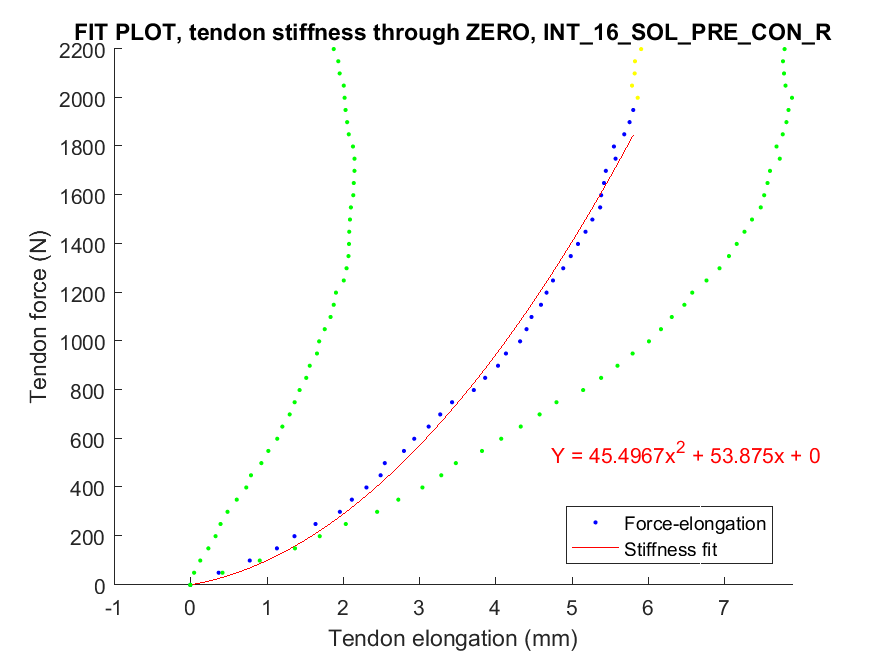 FIT PLOT, tendon stiffness through ZERO, INT_16_SOL_PRE_CON_R
2200
2000
1800
1600
1400
1200
1000
800
600
400
200
0
Tendon force (N)
Y = 45.4967x² + 53.875x + 0
Force-elongation
Stiffness fit
-1 0 1 2 3 4 5 6 7
Tendon elongation (mm)